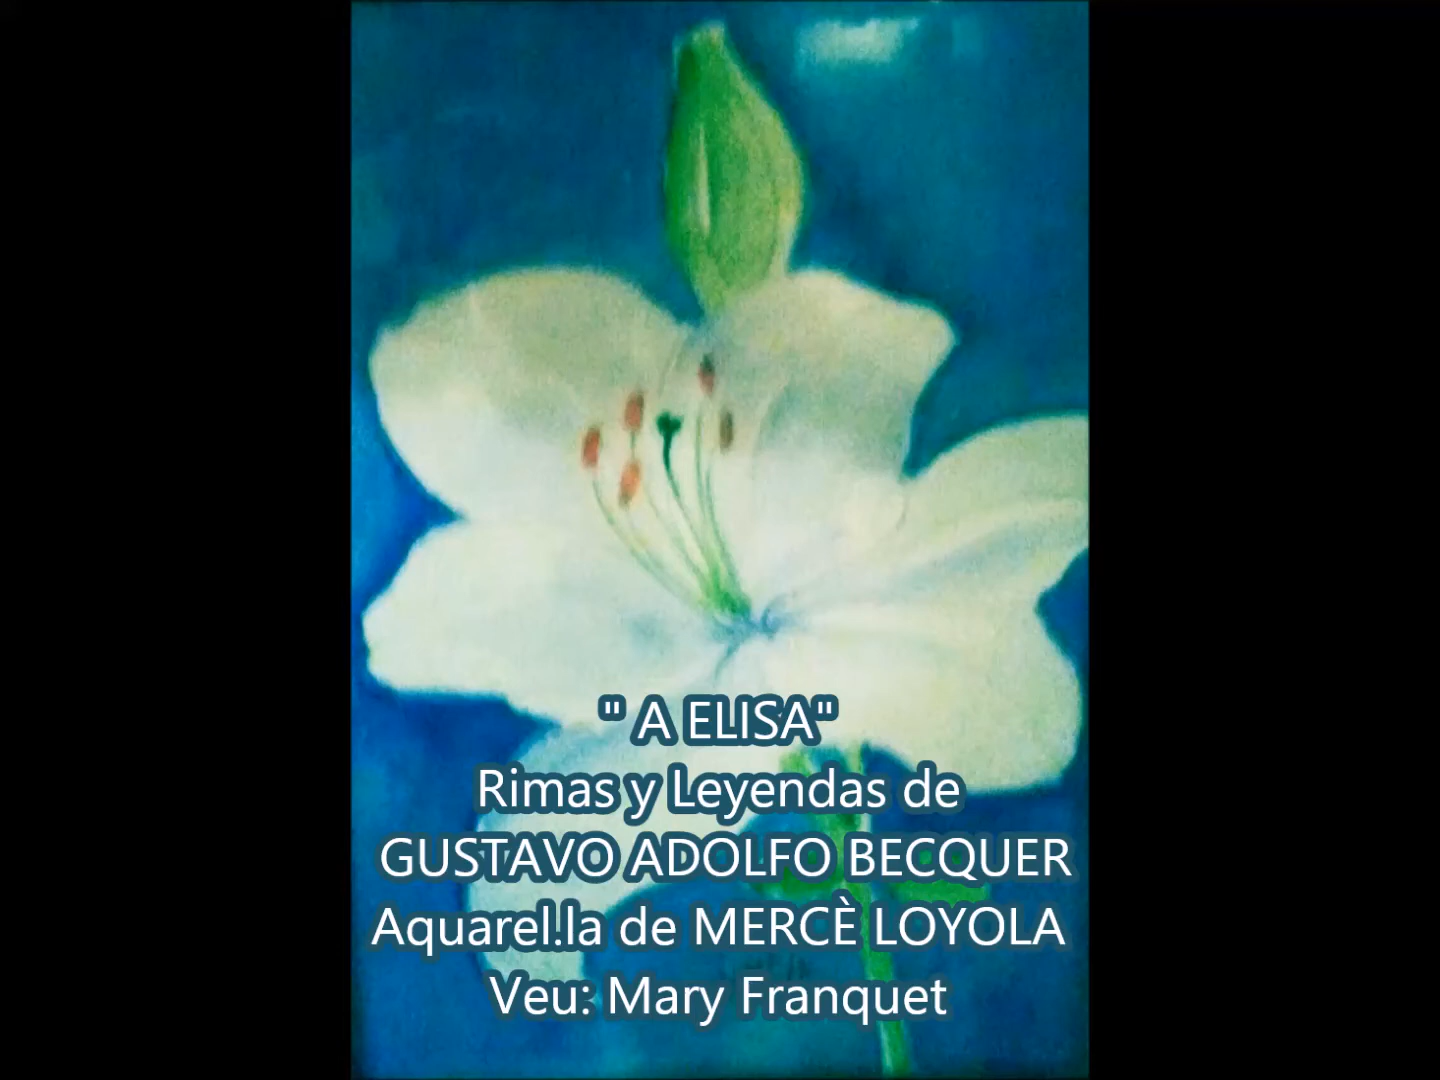 " A ELISA"
Rimas y Leyendas de
GUSTAVO ADOLFO BECQUER
Aquarel.la de MERCÈ LOYOLA
Veu: Mary Franquet